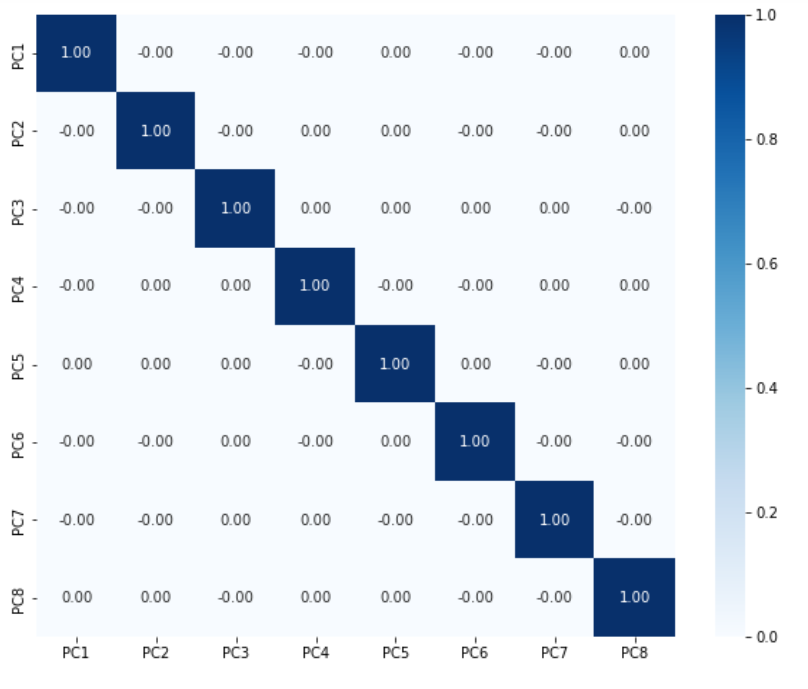 PC1 1.00 -0.00 -0.00 -0.00 0.00 -0.00 -0.00 0.00
PC2 -0.00 1.00 -0.00 0.00 0.00 -0.00 -0.00 0.00
PC3 -0.00 -0.00 1.00 0.00 0.00 0.00 0.00 -0.00
PC4 -0.00 0.00 0.00 1.00 -0.00 -0.00 0.00 0.00
PC5 0.00 0.00 0.00 -0.00 1.00 0.00 -0.00 0.00
PC6 -0.00 -0.00 0.00 -0.00 0.00 1.00 -0.00 -0.00
PC7 -0.00 -0.00 0.00 0.00 -0.00 -0.00 1.00 -0.00
PC8 0.00 0.00 -0.00 0.00 0.00 -0.00 -0.00 1.00
PC1 PC2 PC3 PC4 PC5 PC6 PC7 PC8
1.0
0.8
0.6
0.4
0.2
0.0